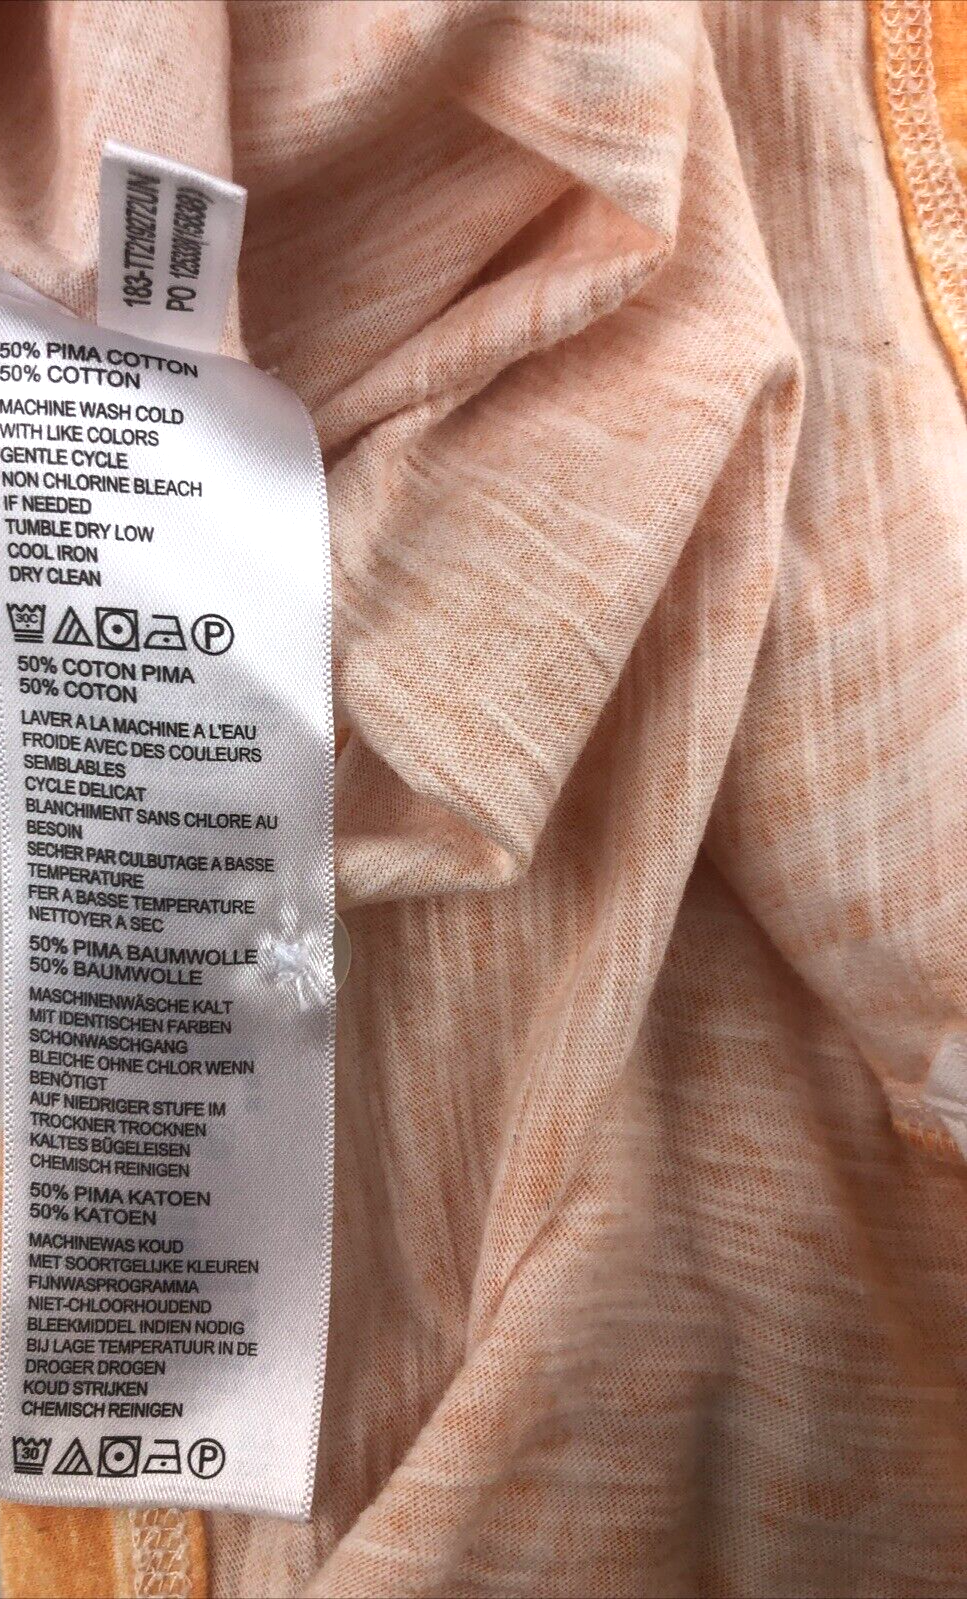 183-TT219272UN
PO 12538(15838)
50% PIMA COTTON
50% COTTON
MACHINE WASH COLD
WITH LIKE COLORS
GENTLE CYCLE
NON CHLORINE BLEACH
IF NEEDED
TUMBLE DRY LOW
COOL IRON
DRY CLEAN
30C P
50% COTON PIMA
50% COTON
LAVER A LA MACHINE A L'EAU
FROIDE AVEC DES COULEURS
SEMBLABLES
CYCLE DELICAT
BLANCHIMENT SANS CHLORE AU
BESOIN
SECHER PAR CULBUTAGE A BASSE
TEMPERATURE
FER A BASSE TEMPERATURE
NETTOYER A SEC
50% PIMA BAUMWOLLE
50% BAUMWOLLE
MASCHINENWÄSCHE KALT
MIT IDENTISCHEN FARBEN
SCHONWASCHGANG
BLEICHE OHNE CHLOR WENN
BENÖTIGT
AUF NIEDRIGER STUFE IM
TROCKNER TROCKNEN
KALTES BÜGELEISEN
CHEMISCH REINIGEN
50% PIMA KATOEN
50% KATOEN
MACHINEWAS KOUD
MET SOORTGELIJKE KLEUREN
FIJNWASPROGRAMMA
NIET-CHLOORHOUDEND
BLEEKMIDDEL INDIEN NODIG
BIJ LAGE TEMPERATUUR IN DE
DROGER DROGEN
KOUD STRIJKEN
CHEMISCH REINIGEN
30 P